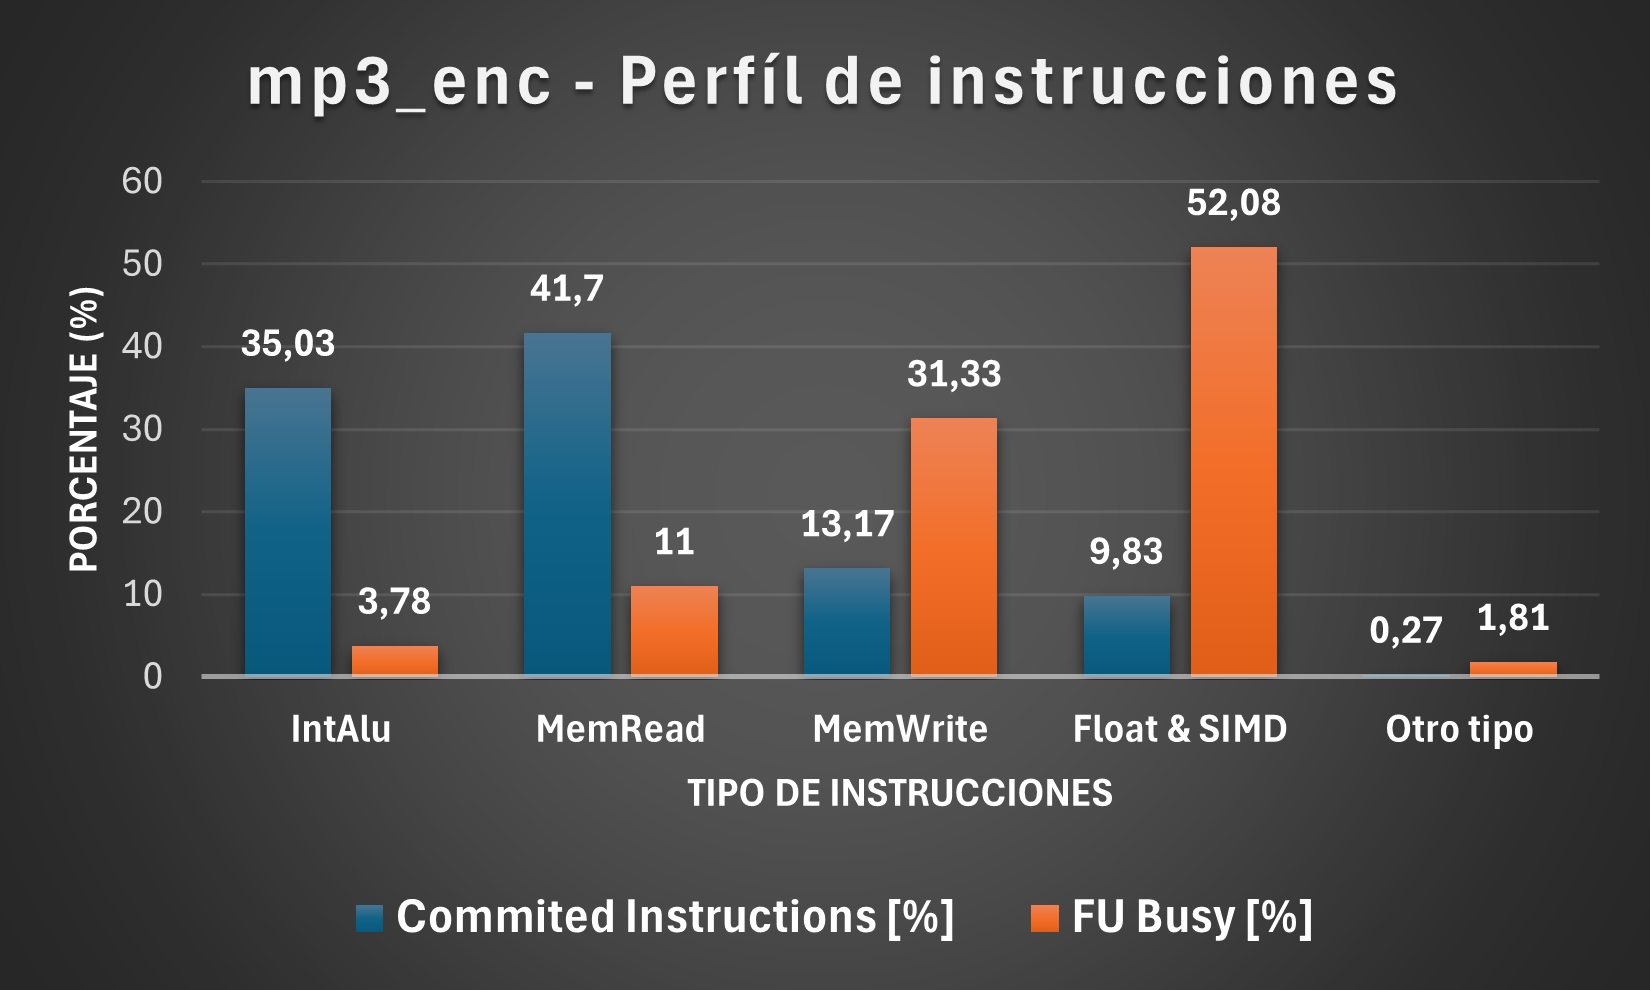 mp3_enc - Perfíl de instrucciones
PORCENTAJE (%)
60
50
40
30
20
10
0
35,03
3,78
41,7
11
13,17
31,33
9,83
52,08
0,27
1,81
IntAlu
MemRead
MemWrite
Float & SIMD
Otro tipo
TIPO DE INSTRUCCIONES
Commited Instructions [%]
FU Busy [%]